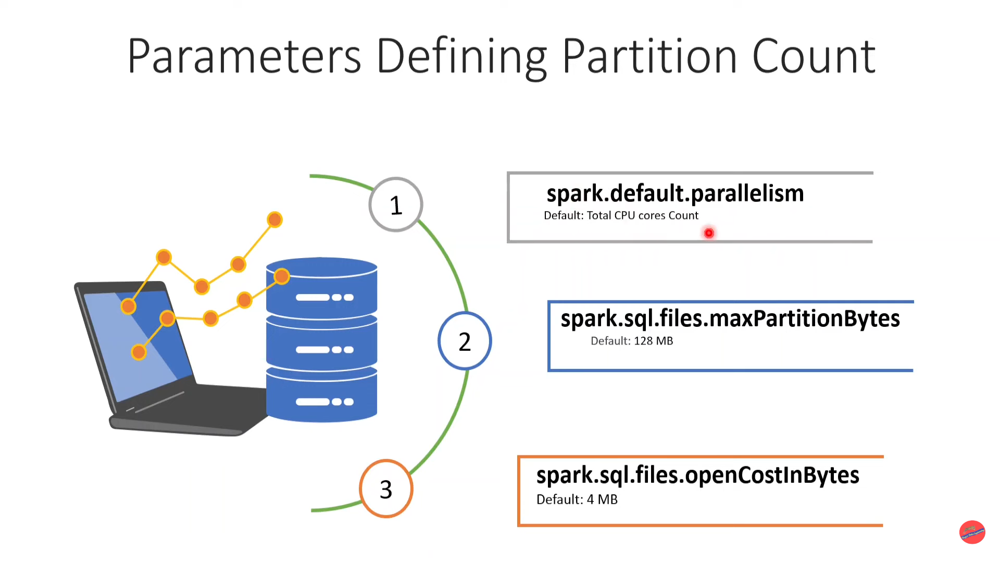 Parameters Defining Partition Count
1
spark.default.parallelism
Default: Total CPU cores Count
2
spark.sql.files.maxPartitionBytes
Default: 128 MB
3
spark.sql.files.openCostInBytes
Default: 4 MB